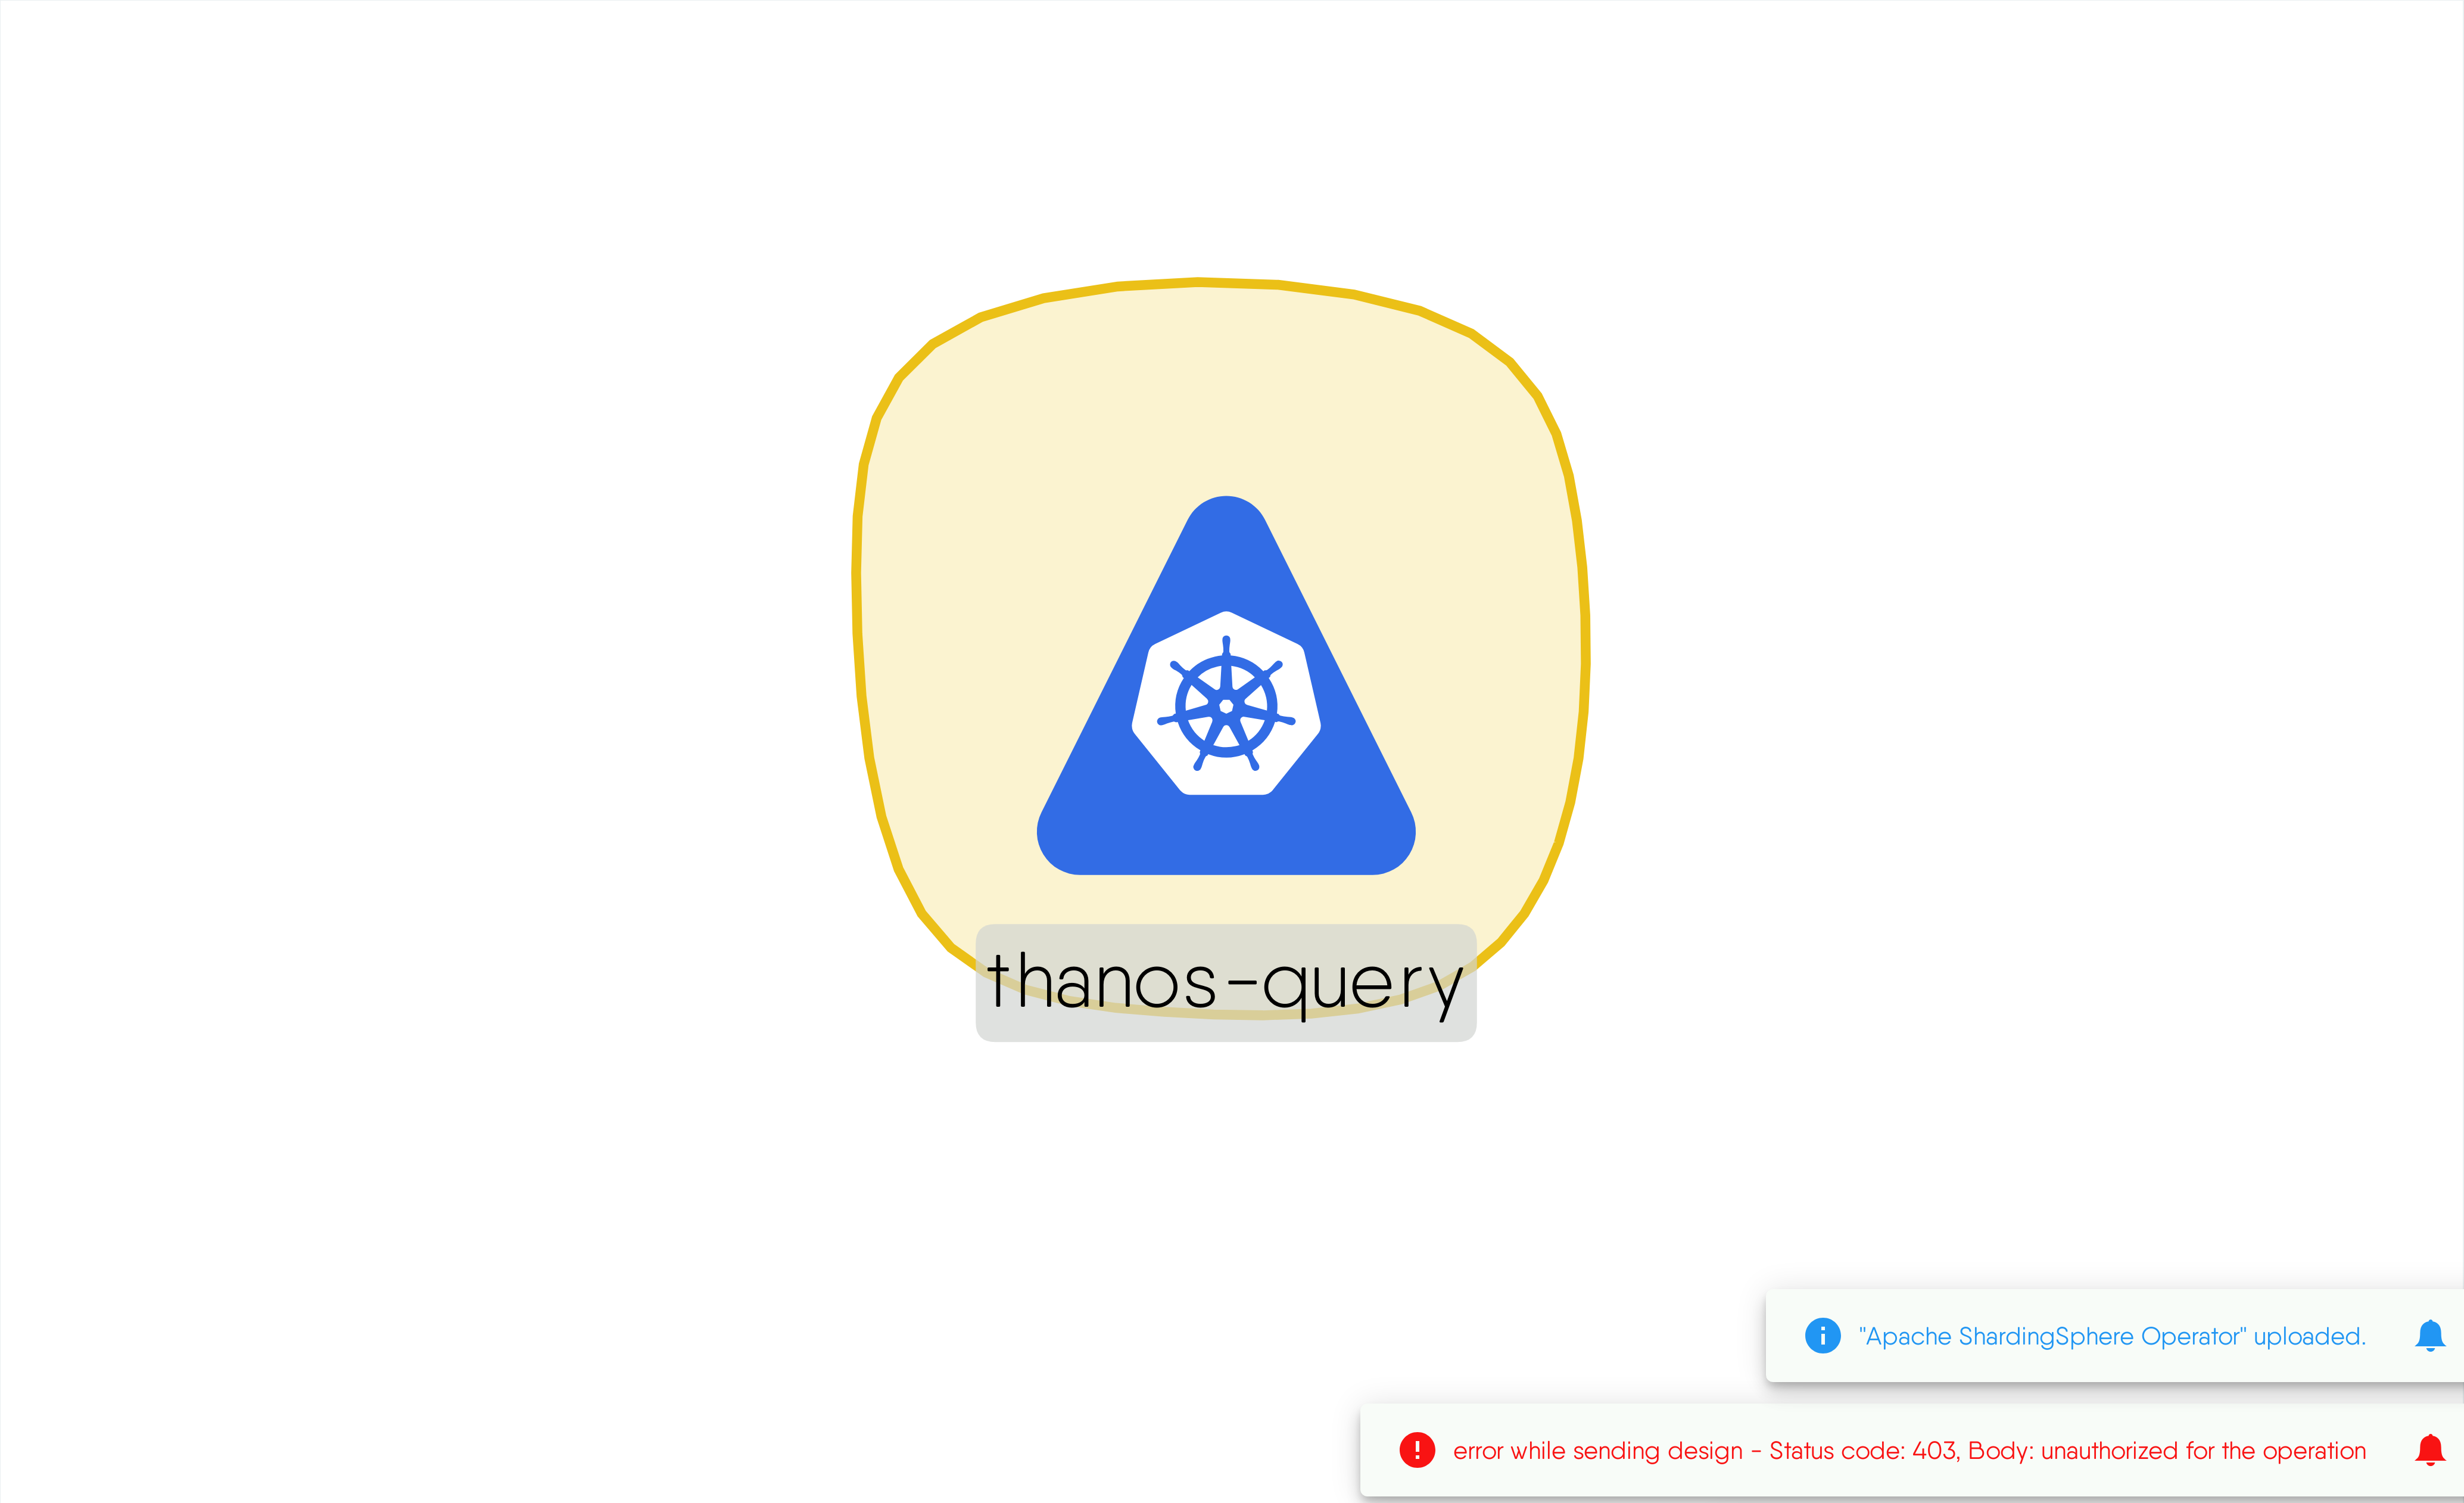 thanos-query
"Apache ShardingSphere Operator" uploaded.
error while sending design - Status code: 403, Body: unauthorized for the operation